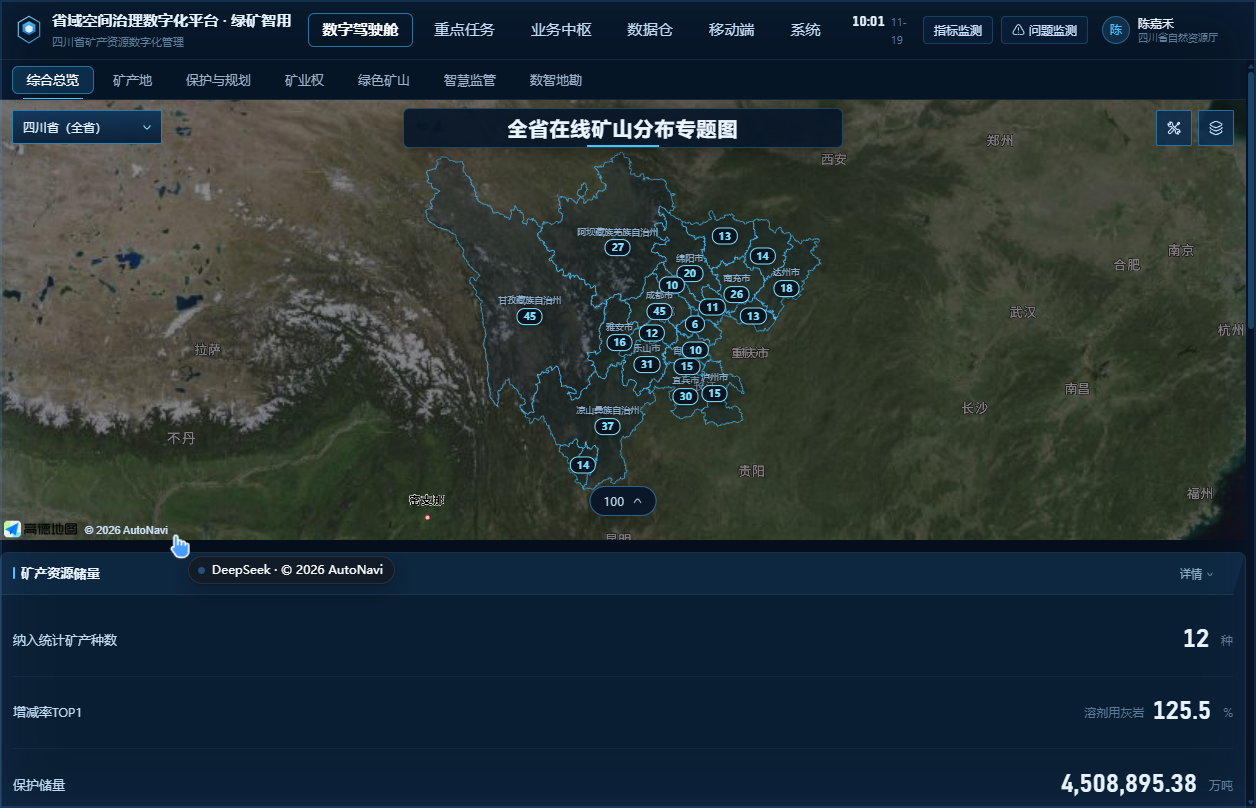 省域空间治理数字化平台 · 绿矿智用
四川省矿产资源数字化管理
数字驾驶舱 重点任务 业务中枢 数据仓 移动端 系统
10:01 11-19
指标监测 问题监测
陈 陈嘉禾
四川省自然资源厅
综合总览 矿产地 保护与规划 矿业权 绿色矿山 智慧监管 数智地勘
四川省（全省）
全省在线矿山分布专题图
郑州
西安
阿坝藏族羌族自治州
27
13
14
南京
合肥
绵阳市
20
达州市
18
南充市
26
10
成都市
45
甘孜藏族自治州
45
11
13
武汉
6
杭州
雅安市
16
12
拉萨
乐山市
31
10
重庆市
15
宜宾市
30
泸州市
15
南昌
长沙
凉山彝族自治州
37
不丹
14
贵阳
福州
密支那
100
昆明
高德地图 © 2026 AutoNavi
DeepSeek · © 2026 AutoNavi
矿产资源储量 详情
纳入统计矿产种数 12 种
增减率TOP1 溶剂用灰岩 125.5 %
保护储量 4,508,895.38 万吨